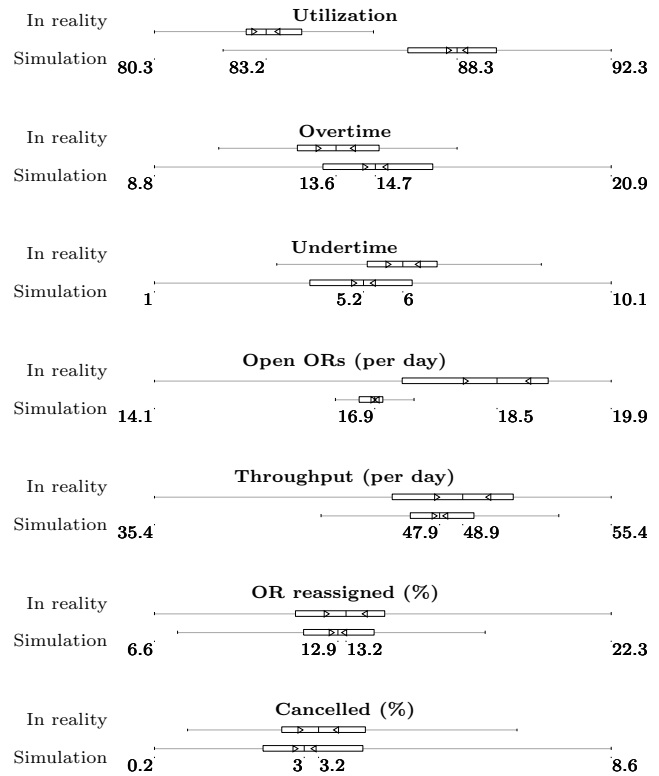 Utilization
In reality
Simulation
80.3 83.2 88.3 92.3
Overtime
In reality
Simulation
8.8 13.6 14.7 20.9
Undertime
In reality
Simulation
1 5.2 6 10.1
Open ORs (per day)
In reality
Simulation
14.1 16.9 18.5 19.9
Throughput (per day)
In reality
Simulation
35.4 47.9 48.9 55.4
OR reassigned (%)
In reality
Simulation
6.6 12.9 13.2 22.3
Cancelled (%)
In reality
Simulation
0.2 3 3.2 8.6